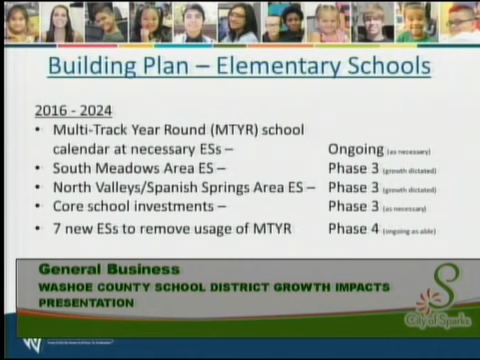 Building Plan – Elementary Schools
2016 - 2024
• Multi-Track Year Round (MTYR) school
calendar at necessary ESs – Ongoing (as necessary)
• South Meadows Area ES – Phase 3 (growth dictated)
• North Valleys/Spanish Springs Area ES – Phase 3 (growth dictated)
• Core school investments – Phase 3 (as necessary)
• 7 new ESs to remove usage of MTYR Phase 4 (ongoing as able)
General Business
WASHOE COUNTY SCHOOL DISTRICT GROWTH IMPACTS
PRESENTATION
City of Sparks